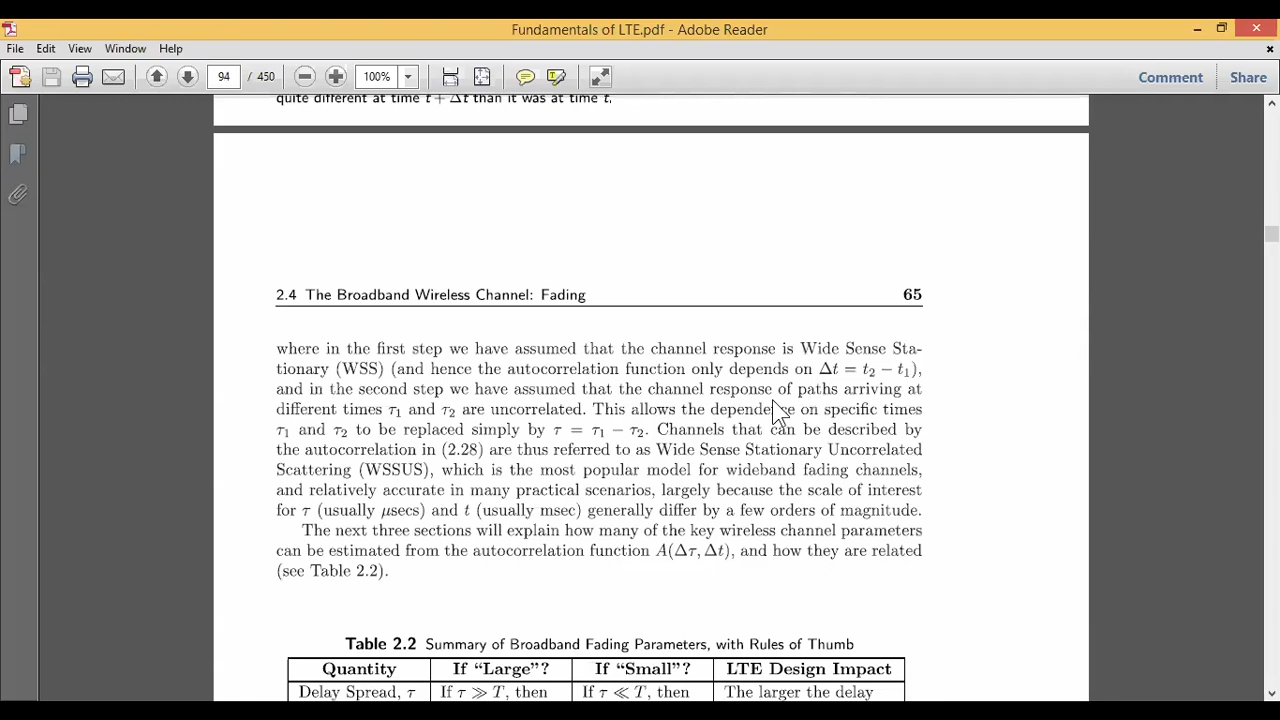 Fundamentals of LTE.pdf - Adobe Reader
File Edit View Window Help
94 / 450 100% Comment Share
quite different at time t + Δt than it was at time t.
2.4 The Broadband Wireless Channel: Fading 65
where in the first step we have assumed that the channel response is Wide Sense Sta-
tionary (WSS) (and hence the autocorrelation function only depends on Δt = t₂ − t₁),
and in the second step we have assumed that the channel response of paths arriving at
different times τ₁ and τ₂ are uncorrelated. This allows the dependence on specific times
τ₁ and τ₂ to be replaced simply by τ = τ₁ − τ₂. Channels that can be described by
the autocorrelation in (2.28) are thus referred to as Wide Sense Stationary Uncorrelated
Scattering (WSSUS), which is the most popular model for wideband fading channels,
and relatively accurate in many practical scenarios, largely because the scale of interest
for τ (usually μsecs) and t (usually msec) generally differ by a few orders of magnitude.
The next three sections will explain how many of the key wireless channel parameters
can be estimated from the autocorrelation function A(Δτ, Δt), and how they are related
(see Table 2.2).
Table 2.2 Summary of Broadband Fading Parameters, with Rules of Thumb
Quantity If “Large”? If “Small”? LTE Design Impact
Delay Spread, τ If τ ≫ T, then If τ ≪ T, then The larger the delay